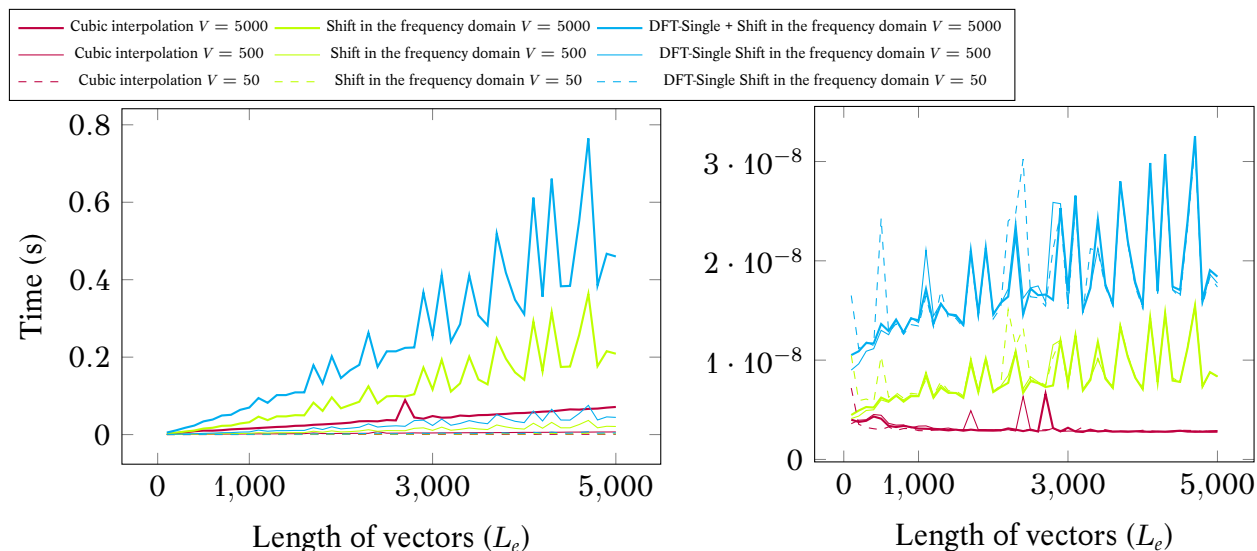 Cubic interpolation V = 5000 Shift in the frequency domain V = 5000 DFT-Single + Shift in the frequency domain V = 5000
Cubic interpolation V = 500 Shift in the frequency domain V = 500 DFT-Single Shift in the frequency domain V = 500
Cubic interpolation V = 50 Shift in the frequency domain V = 50 DFT-Single Shift in the frequency domain V = 50
0.8
0.6
0.4
0.2
0
Time (s)
0 1,000 3,000 5,000
Length of vectors (L_e)
3 · 10⁻⁸
2 · 10⁻⁸
1 · 10⁻⁸
0
0 1,000 3,000 5,000
Length of vectors (L_e)